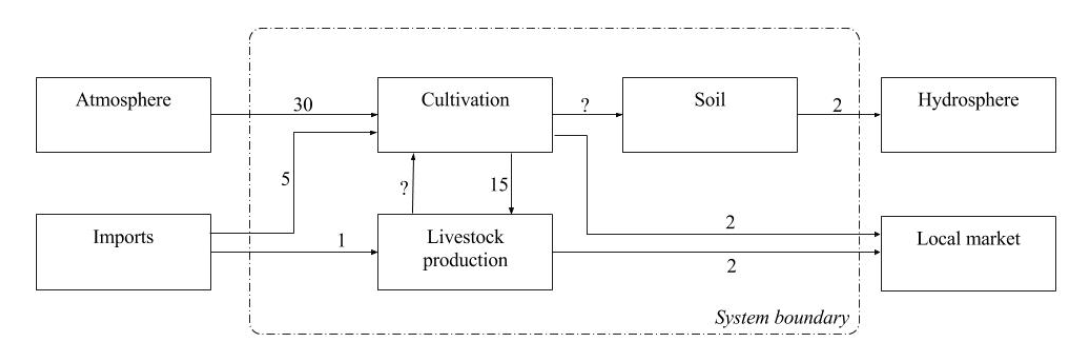 Atmosphere
30
Cultivation
?
Soil
2
Hydrosphere
5
?
15
Imports
1
Livestock
production
2
2
Local market
System boundary